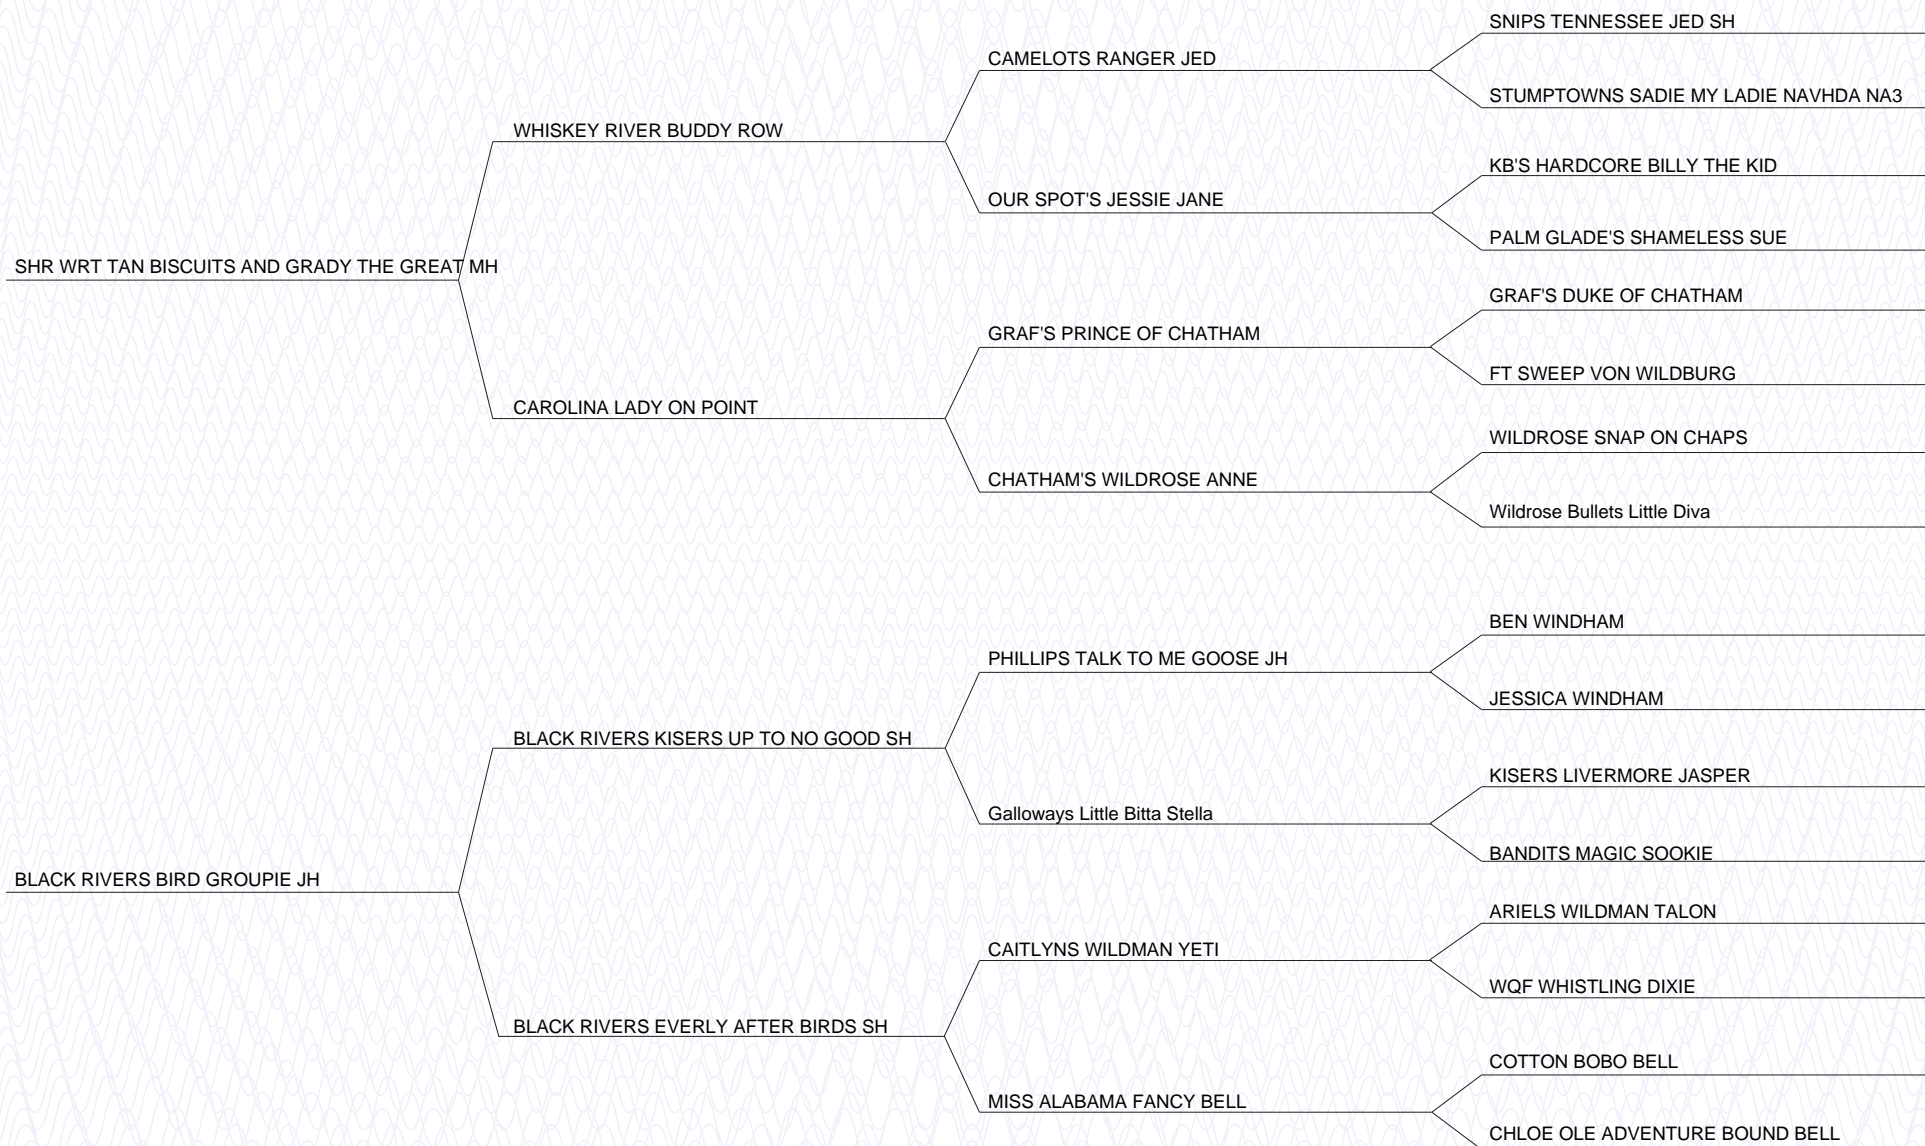 SNIPS TENNESSEE JED SH
CAMELOTS RANGER JED
STUMPTOWNS SADIE MY LADIE NAVHDA NA3
WHISKEY RIVER BUDDY ROW
KB'S HARDCORE BILLY THE KID
OUR SPOT'S JESSIE JANE
PALM GLADE'S SHAMELESS SUE
SHR WRT TAN BISCUITS AND GRADY THE GREAT MH
GRAF'S DUKE OF CHATHAM
GRAF'S PRINCE OF CHATHAM
FT SWEEP VON WILDBURG
CAROLINA LADY ON POINT
WILDROSE SNAP ON CHAPS
CHATHAM'S WILDROSE ANNE
Wildrose Bullets Little Diva
BEN WINDHAM
PHILLIPS TALK TO ME GOOSE JH
JESSICA WINDHAM
BLACK RIVERS KISERS UP TO NO GOOD SH
KISERS LIVERMORE JASPER
Galloways Little Bitta Stella
BANDITS MAGIC SOOKIE
BLACK RIVERS BIRD GROUPIE JH
ARIELS WILDMAN TALON
CAITLYNS WILDMAN YETI
WQF WHISTLING DIXIE
BLACK RIVERS EVERLY AFTER BIRDS SH
COTTON BOBO BELL
MISS ALABAMA FANCY BELL
CHLOE OLE ADVENTURE BOUND BELL